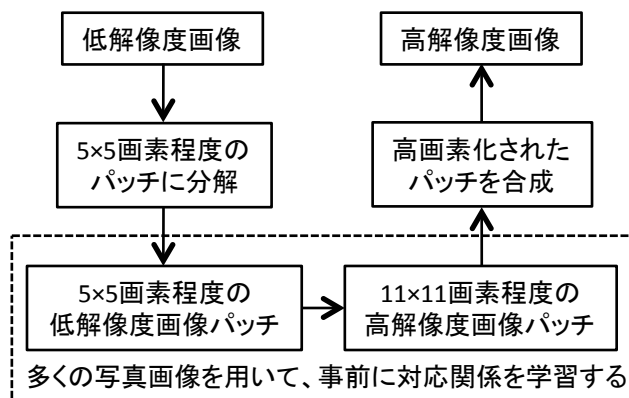 低解像度画像
5×5画素程度の
パッチに分解
5×5画素程度の
低解像度画像パッチ
11×11画素程度の
高解像度画像パッチ
高画素化された
パッチを合成
高解像度画像
多くの写真画像を用いて、事前に対応関係を学習する